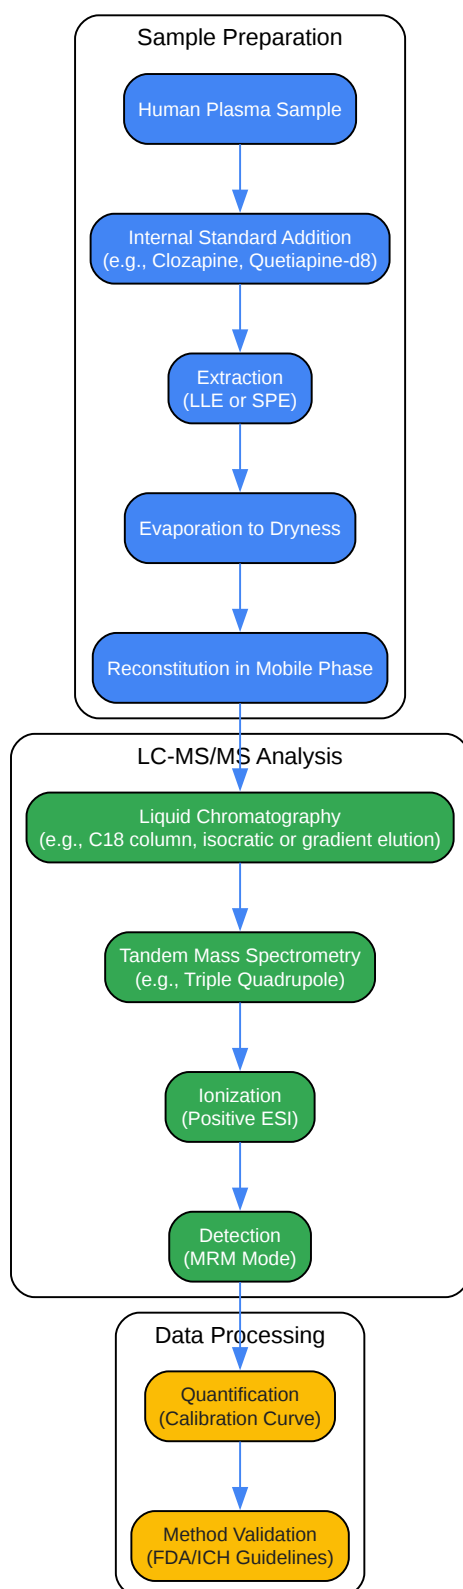 Sample Preparation
Human Plasma Sample
Internal Standard Addition
(e.g., Clozapine, Quetiapine-d8)
Extraction
(LLE or SPE)
Evaporation to Dryness
Reconstitution in Mobile Phase
LC-MS/MS Analysis
Liquid Chromatography
(e.g., C18 column, isocratic or gradient elution)
Tandem Mass Spectrometry
(e.g., Triple Quadrupole)
Ionization
(Positive ESI)
Detection
(MRM Mode)
Data Processing
Quantification
(Calibration Curve)
Method Validation
(FDA/ICH Guidelines)